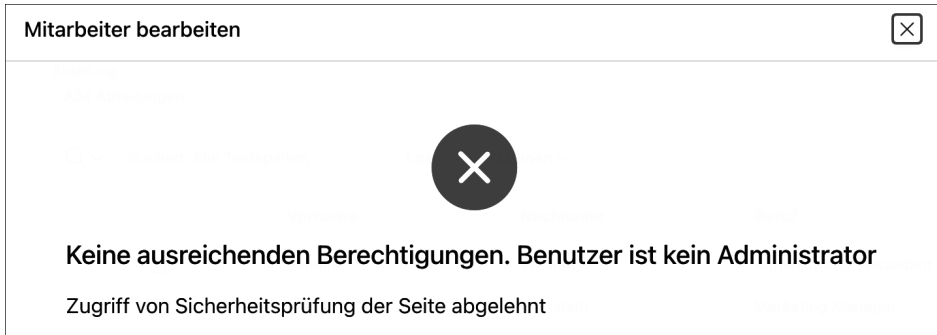 Mitarbeiter bearbeiten
Keine ausreichenden Berechtigungen. Benutzer ist kein Administrator
Zugriff von Sicherheitsprüfung der Seite abgelehnt